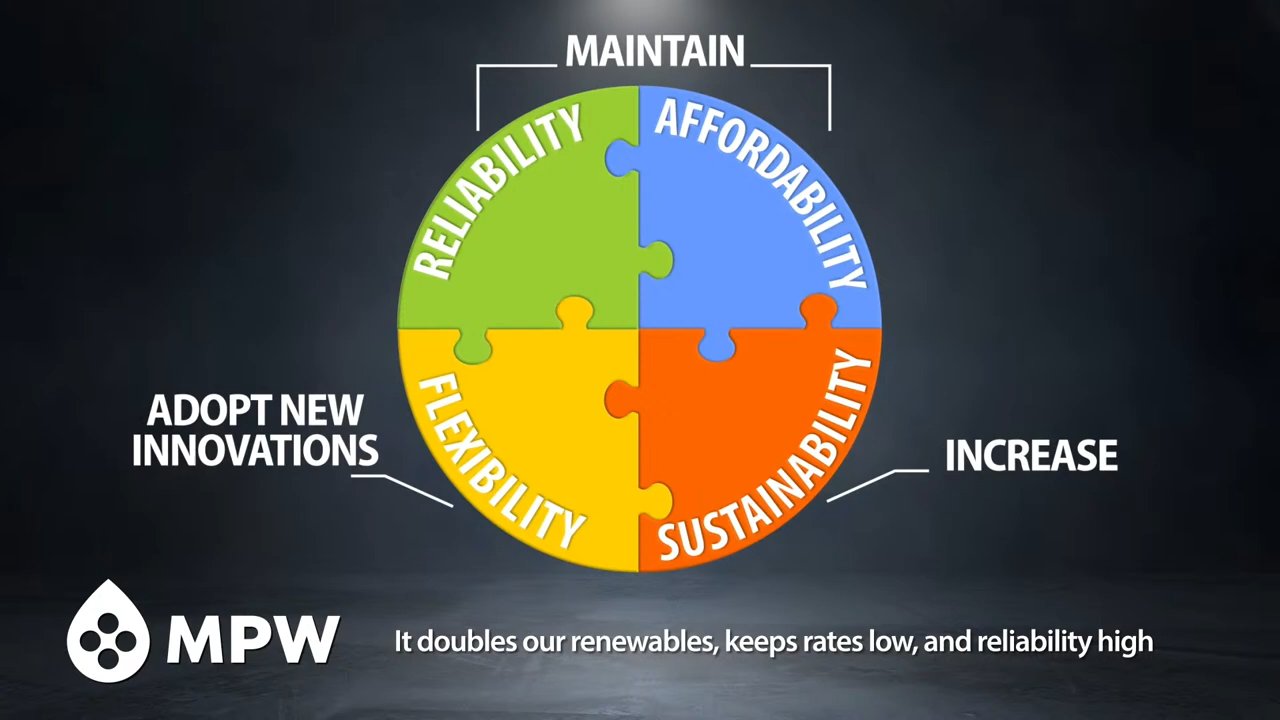 MAINTAIN
RELIABILITY
AFFORDABILITY
FLEXIBILITY
SUSTAINABILITY
ADOPT NEW
INNOVATIONS
INCREASE
MPW
It doubles our renewables, keeps rates low, and reliability high